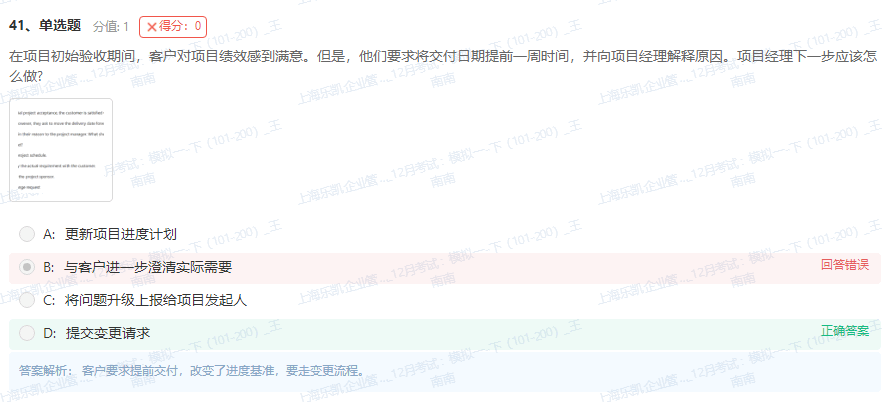 41、单选题 分值: 1 ×得分：0
在项目初始验收期间，客户对项目绩效感到满意。但是，他们要求将交付日期提前一周时间，并向项目经理解释原因。项目经理下一步应该怎
么做?
ial project acceptance, the customer is satisfied
reason, they ask to move the delivery date forw
in their reason to the project manager. What sho
oject schedule.
y the actual requirement with the customer.
the project sponsor.
nge request
A: 更新项目进度计划
B: 与客户进一步澄清实际需要 回答错误
C: 将问题升级上报给项目发起人
D: 提交变更请求 正确答案
答案解析： 客户要求提前交付，改变了进度基准，要走变更流程。
上海乐凯企业管..._12月考试：模拟一一下（101-200）_王
南南